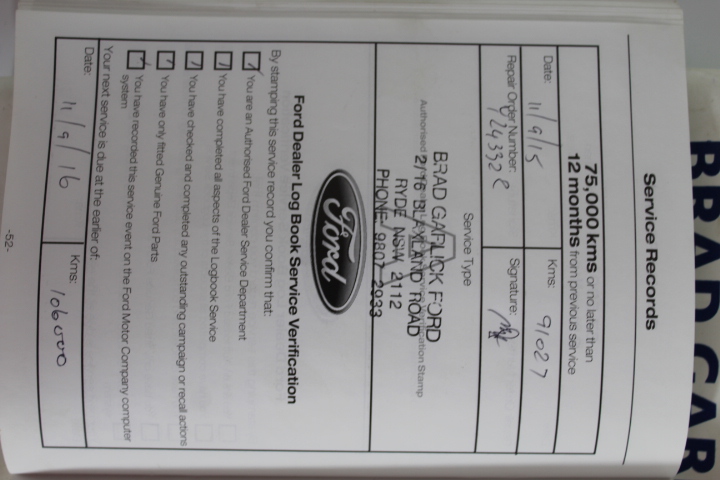 Service Records
75,000 kms or no later than
12 months from previous service
Date: 11/9/15
Kms: 91027
Repair Order Number:
Signature:
Service Type
BRAD GARLICK FORD
2/16 BLAXLAND ROAD
RYDE NSW 2112
PHONE 9807 2933
Ford
Ford Dealer Log Book Service Verification
By stamping this service record you confirm that:
You are an Authorised Ford Dealer Service Department
You have completed all aspects of the Logbook Service
You have checked and completed any outstanding campaign or recall actions
You have only fitted Genuine Ford Parts
You have recorded this service event on the Ford Motor Company computer
system
Your next service is due at the earlier of:
Date: 11/9/16
Kms: 106000
-52-
BRAD GAR